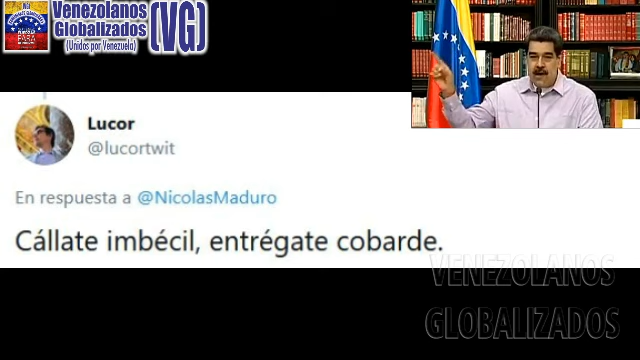 Venezolanos
Globalizados
(Unidos por Venezuela)
(VG)
Lucor
@lucortwit
En respuesta a @NicolasMaduro
Cállate imbécil, entrégate cobarde.
VENEZOLANOS
GLOBALIZADOS